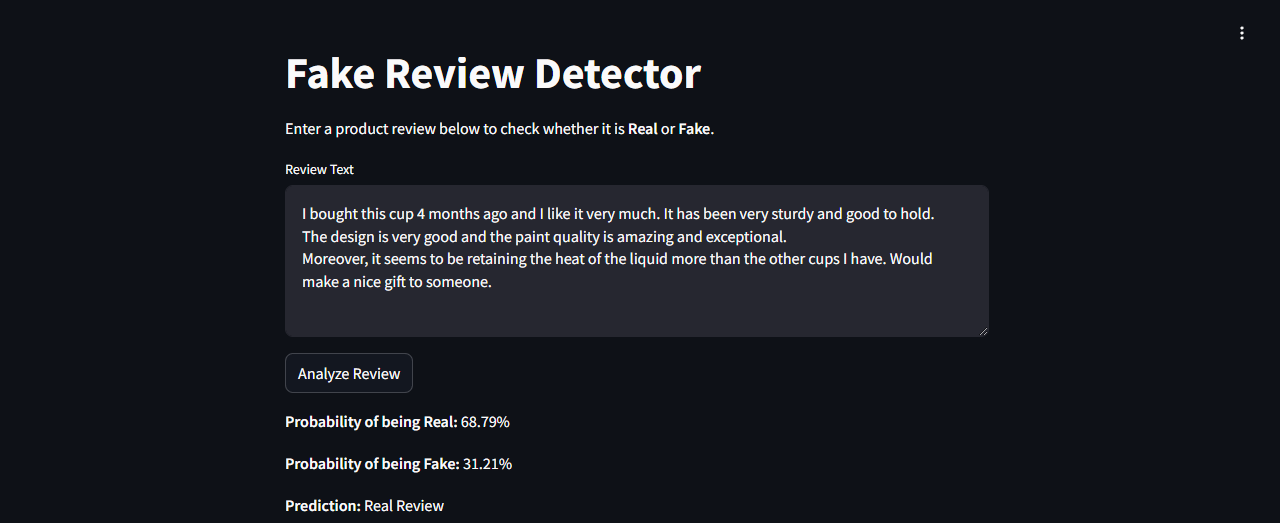 Fake Review Detector
Enter a product review below to check whether it is Real or Fake.
Review Text
I bought this cup 4 months ago and I like it very much. It has been very sturdy and good to hold.
The design is very good and the paint quality is amazing and exceptional.
Moreover, it seems to be retaining the heat of the liquid more than the other cups I have. Would
make a nice gift to someone.
Analyze Review
Probability of being Real: 68.79%
Probability of being Fake: 31.21%
Prediction: Real Review